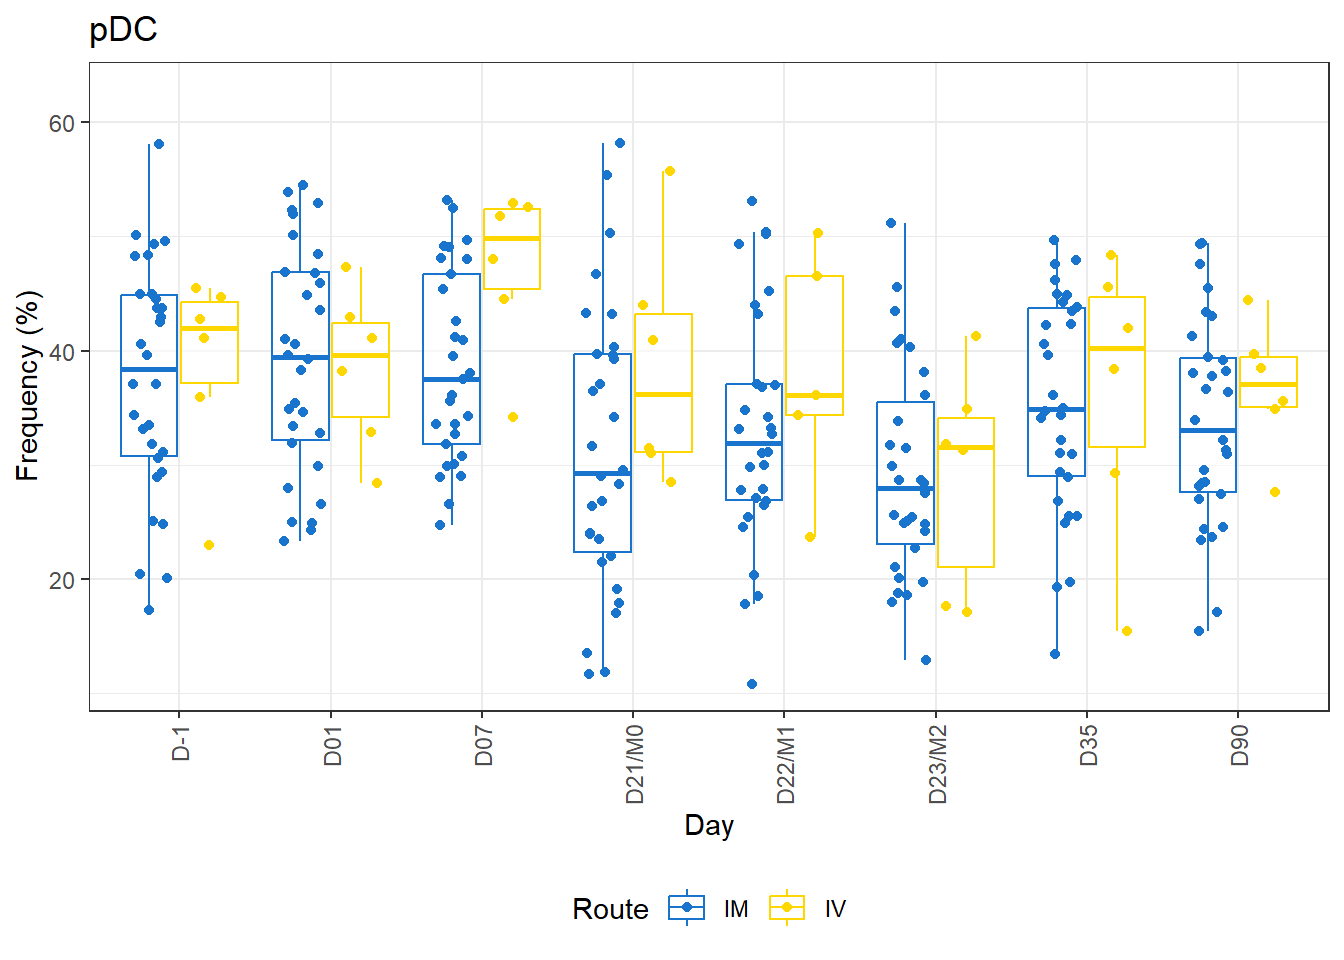 pDC
Frequency (%)
60
40
20
D-1
D01
D07
D21/M0
D22/M1
D23/M2
D35
D90
Day
Route IM IV